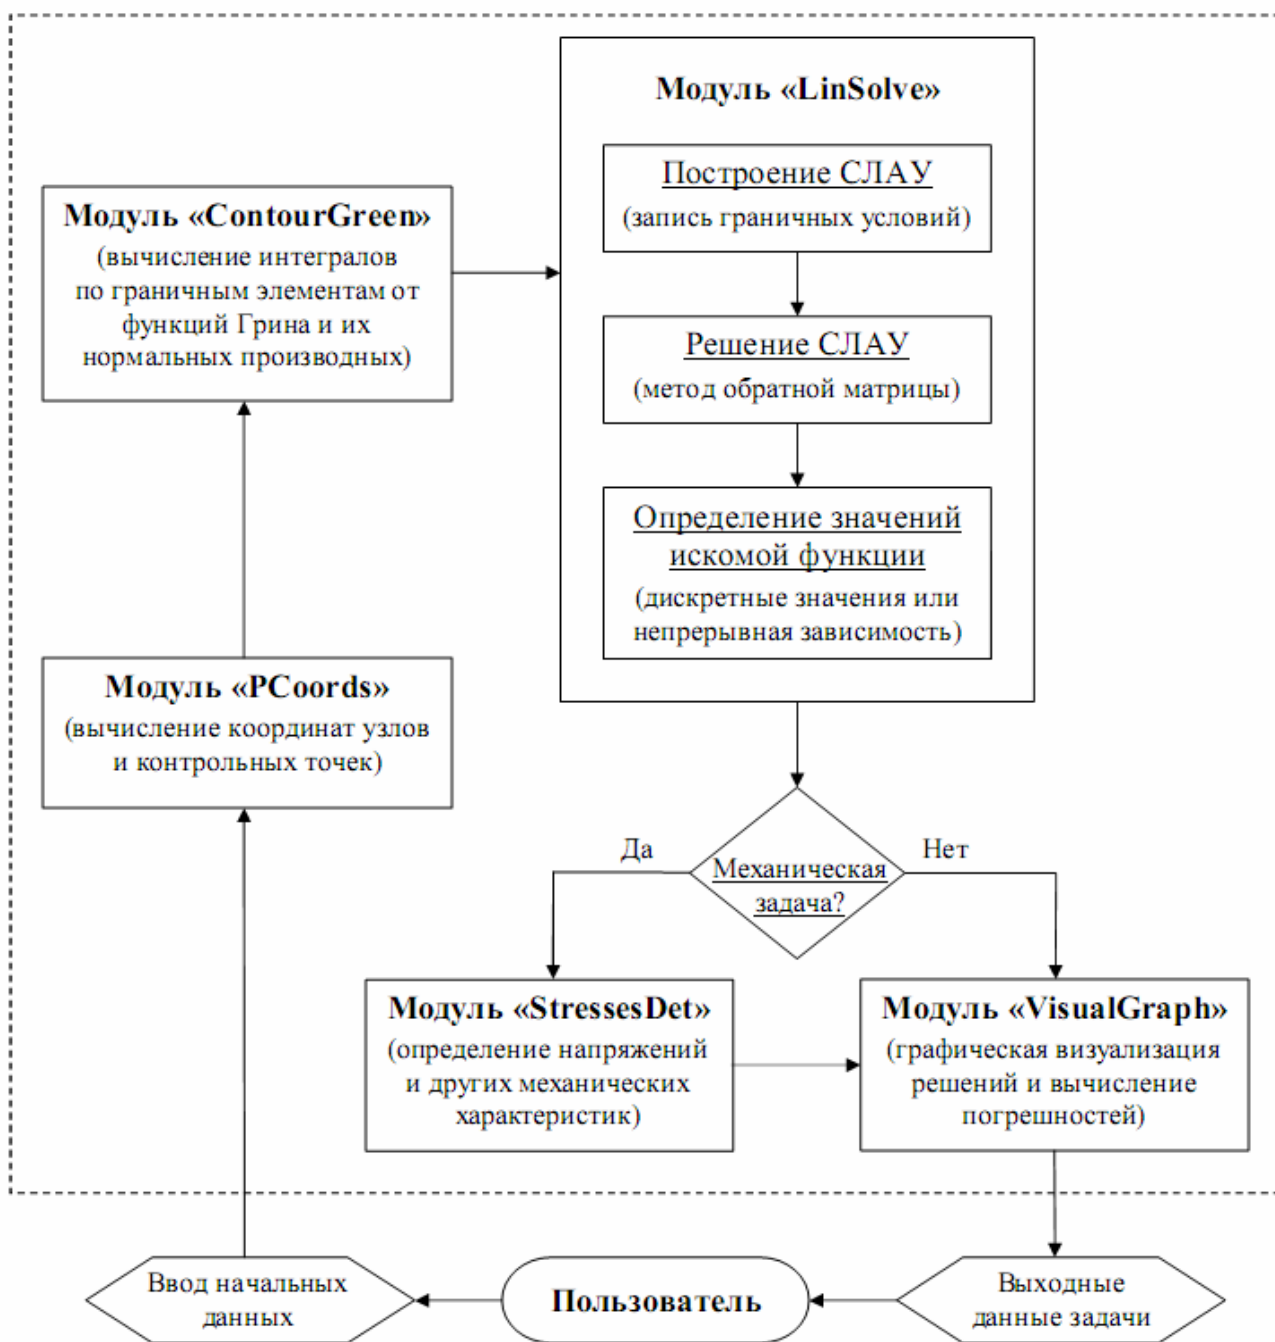 Модуль «LinSolve»
Построение СЛАУ
(запись граничных условий)
Решение СЛАУ
(метод обратной матрицы)
Определение значений
искомой функции
(дискретные значения или
непрерывная зависимость)
Модуль «ContourGreen»
(вычисление интегралов
по граничным элементам от
функций Грина и их
нормальных производных)
Модуль «PCoords»
(вычисление координат узлов
и контрольных точек)
Да
Нет
Механическая
задача?
Модуль «StressesDet»
(определение напряжений
и других механических
характеристик)
Модуль «VisualGraph»
(графическая визуализация
решений и вычисление
погрешностей)
Ввод начальных
данных
Пользователь
Выходные
данные задачи